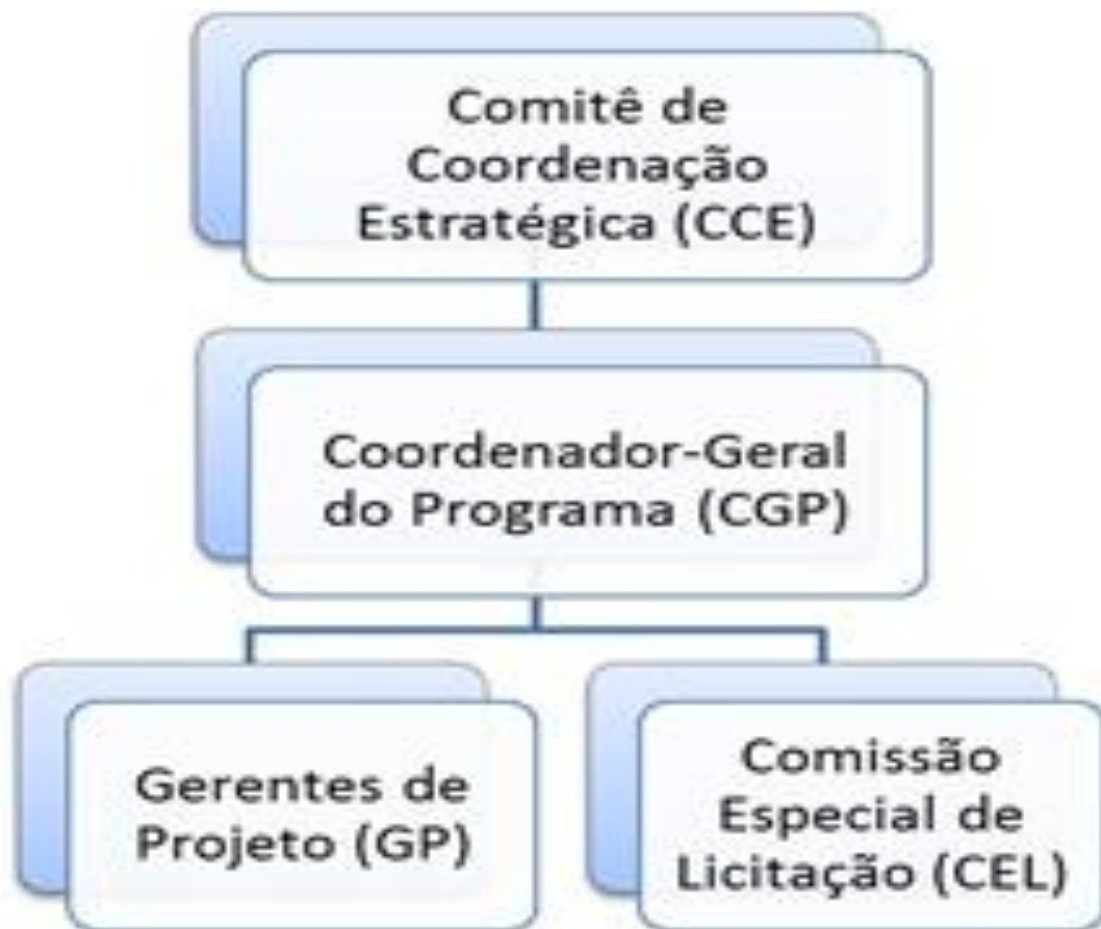 Comitê de
Coordenação
Estratégica (CCE)
Coordenador-Geral
do Programa (CGP)
Gerentes de
Projeto (GP)
Comissão
Especial de
Licitação (CEL)